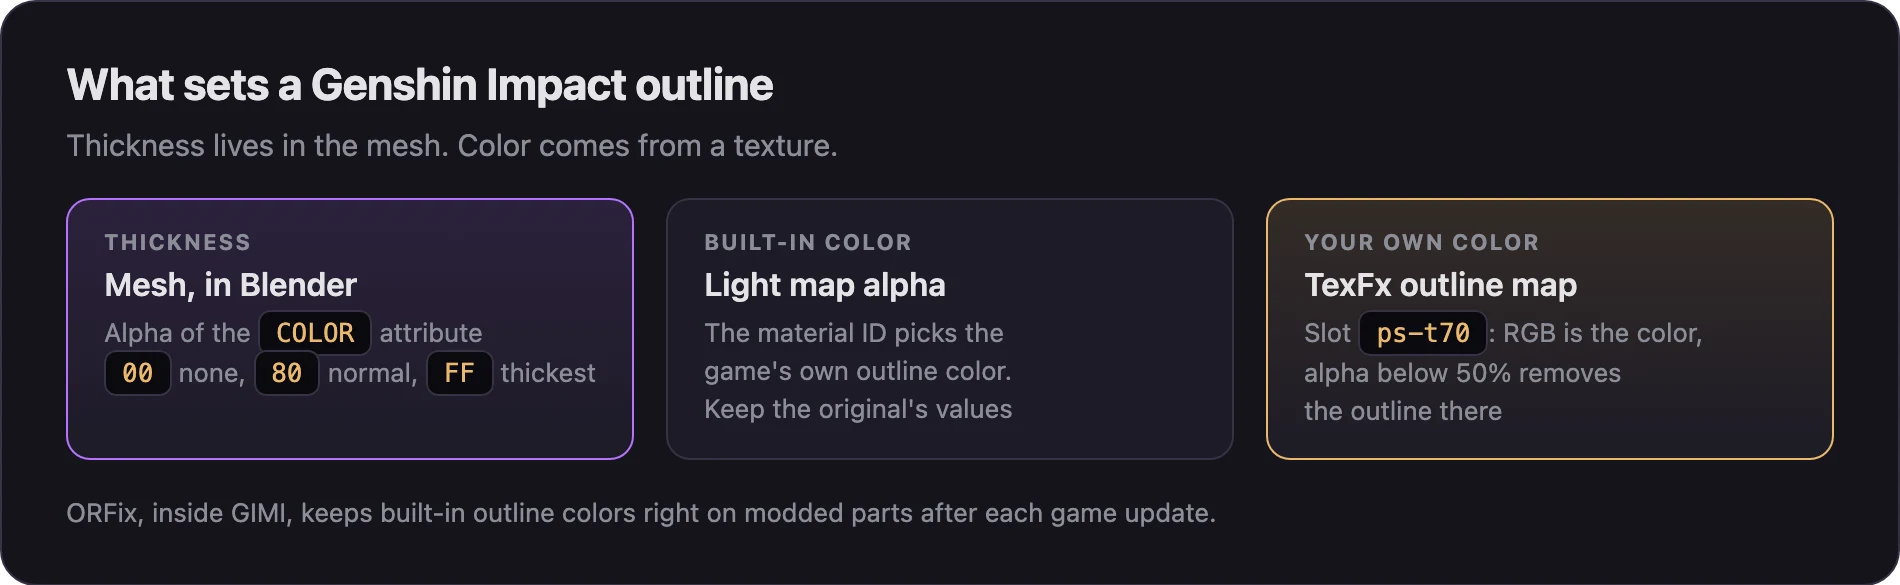 What sets a Genshin Impact outline
Thickness lives in the mesh. Color comes from a texture.
THICKNESS
Mesh, in Blender
Alpha of the COLOR attribute
00 none, 80 normal, FF thickest
BUILT-IN COLOR
Light map alpha
The material ID picks the
game's own outline color.
Keep the original's values
YOUR OWN COLOR
TexFx outline map
Slot ps-t70: RGB is the color,
alpha below 50% removes
the outline there
ORFix, inside GIMI, keeps built-in outline colors right on modded parts after each game update.